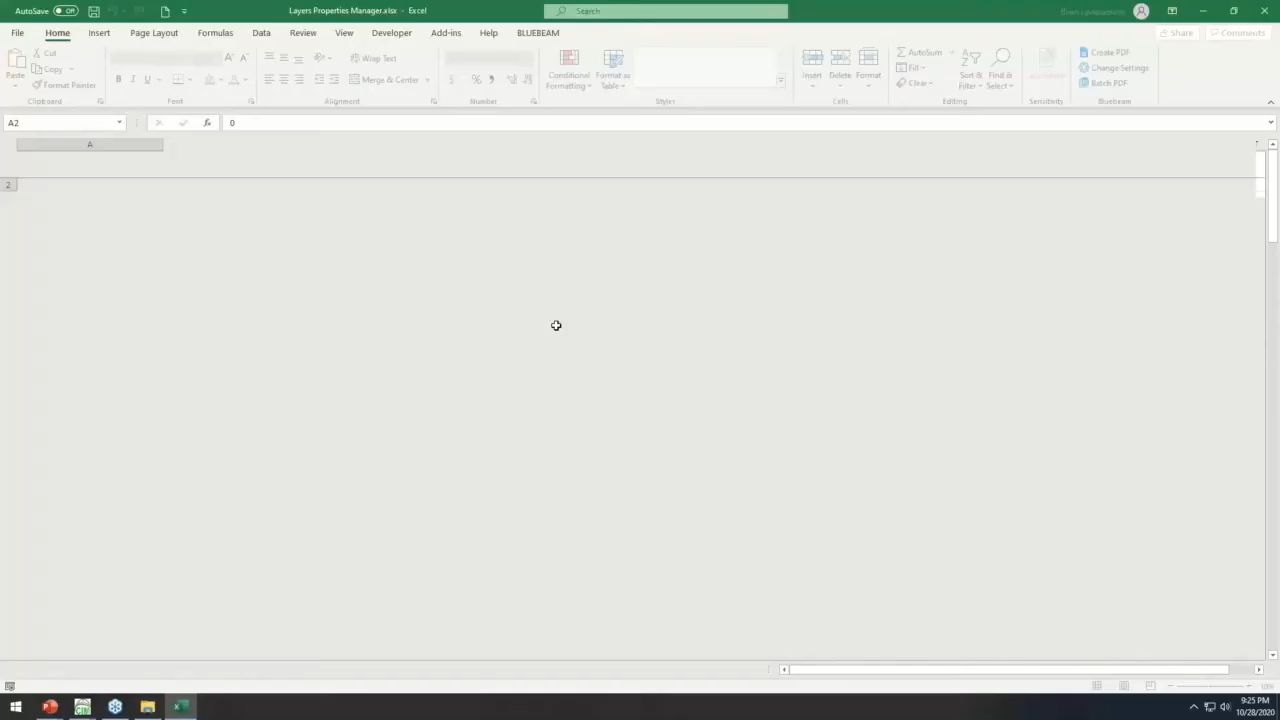 AutoSave Off Layers Properties Manager.xlsx - Excel Search
File Home Insert Page Layout Formulas Data Review View Developer Add-ins Help BLUEBEAM Share Comments
Paste Cut Copy Format Painter
Clipboard
Font
Wrap Text
Merge & Center
Alignment
$ % ,
Number
Conditional Formatting
Format as Table
Styles
Insert Delete Format
Cells
AutoSum
Fill
Clear
Sort & Filter
Find & Select
Editing
Sensitivity
Create PDF
Change Settings
Batch PDF
Bluebeam
A2 fx 0
A
2
9:25 PM
10/28/2020